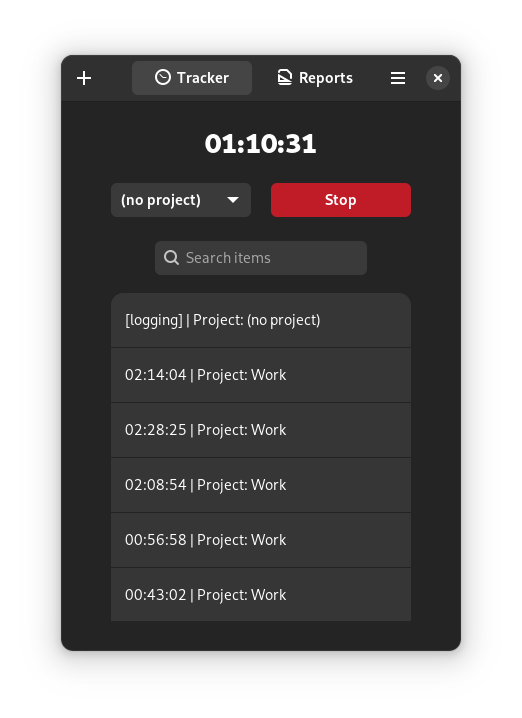 Tracker
Reports
01:10:31
(no project)
Stop
Search items
[logging] | Project: (no project)
02:14:04 | Project: Work
02:28:25 | Project: Work
02:08:54 | Project: Work
00:56:58 | Project: Work
00:43:02 | Project: Work